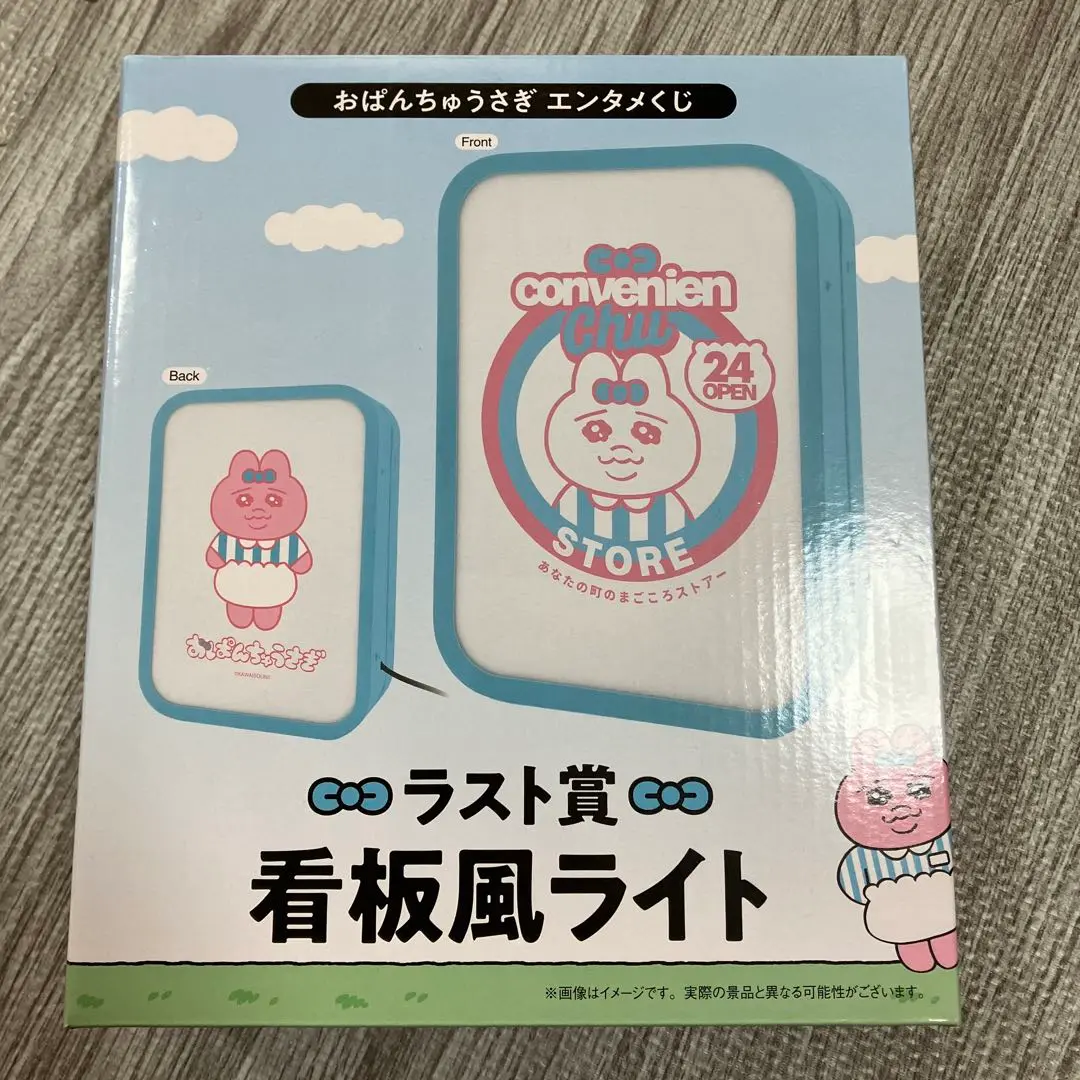 おぱんちゅうさぎ エンタメくじ
Front
convenien
Chu
24
OPEN
STORE
あなたの町のまごころストアー
Back
おぱんちゅうさぎ
©KAWAISOUNI!
ラスト賞
看板風ライト
※画像はイメージです。実際の景品と異なる可能性がございます。